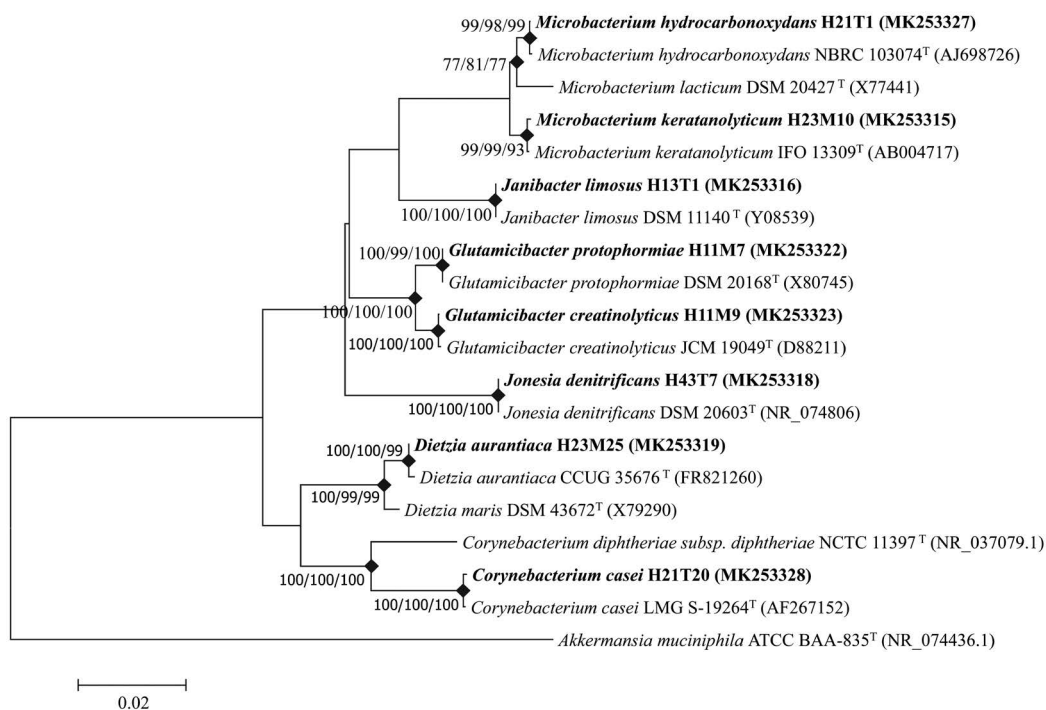 99/98/99
Microbacterium hydrocarbonoxydans H21T1 (MK253327)
Microbacterium hydrocarbonoxydans NBRC 103074T (AJ698726)
77/81/77
Microbacterium lacticum DSM 20427 T (X77441)
Microbacterium keratanolyticum H23M10 (MK253315)
99/99/93
Microbacterium keratanolyticum IFO 13309T (AB004717)
Janibacter limosus H13T1 (MK253316)
100/100/100
Janibacter limosus DSM 11140 T (Y08539)
100/99/100
Glutamicibacter protophormiae H11M7 (MK253322)
Glutamicibacter protophormiae DSM 20168T (X80745)
100/100/100
Glutamicibacter creatinolyticus H11M9 (MK253323)
100/100/100
Glutamicibacter creatinolyticus JCM 19049T (D88211)
Jonesia denitrificans H43T7 (MK253318)
100/100/100
Jonesia denitrificans DSM 20603T (NR_074806)
100/100/99
Dietzia aurantiaca H23M25 (MK253319)
Dietzia aurantiaca CCUG 35676 T (FR821260)
100/99/99
Dietzia maris DSM 43672T (X79290)
Corynebacterium diphtheriae subsp. diphtheriae NCTC 11397 T (NR_037079.1)
100/100/100
Corynebacterium casei H21T20 (MK253328)
100/100/100
Corynebacterium casei LMG S-19264T (AF267152)
Akkermansia muciniphila ATCC BAA-835T (NR_074436.1)
0.02